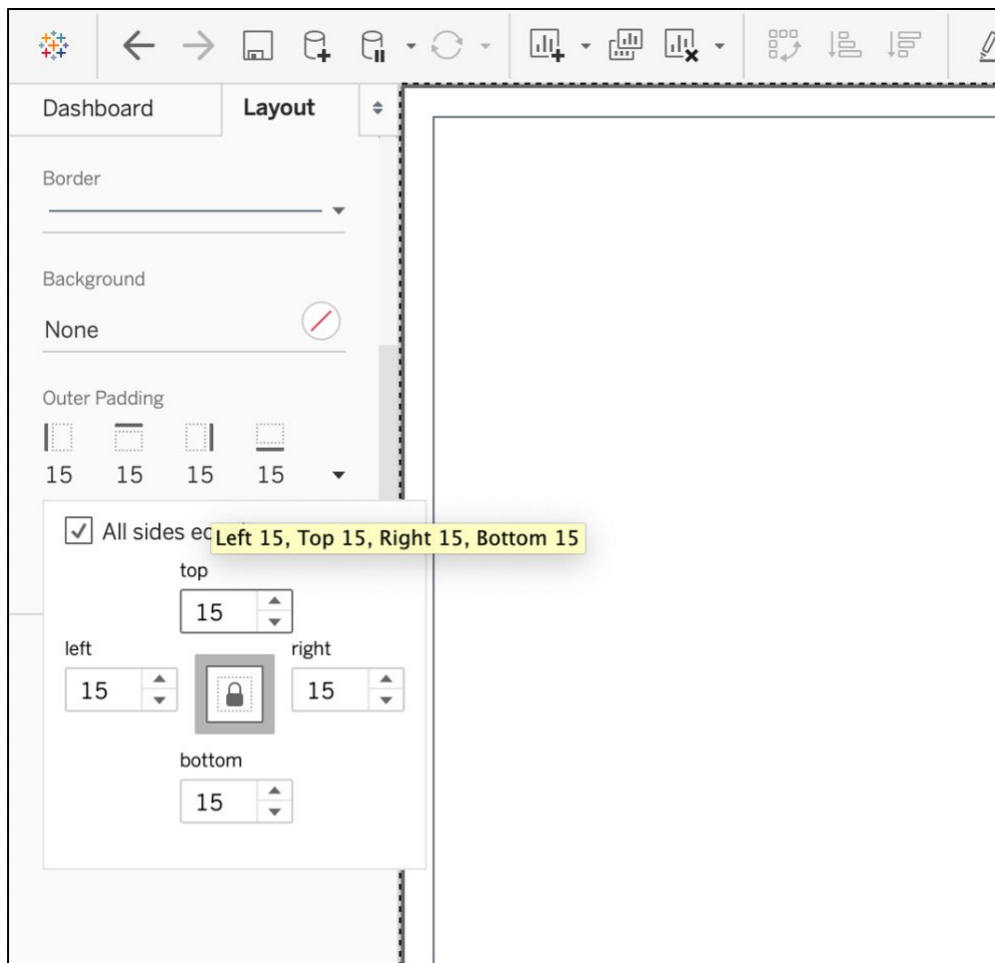 Dashboard Layout
Border
Background
None
Outer Padding
15 15 15 15
All sides
Left 15, Top 15, Right 15, Bottom 15
top
15
left right
15 15
bottom
15